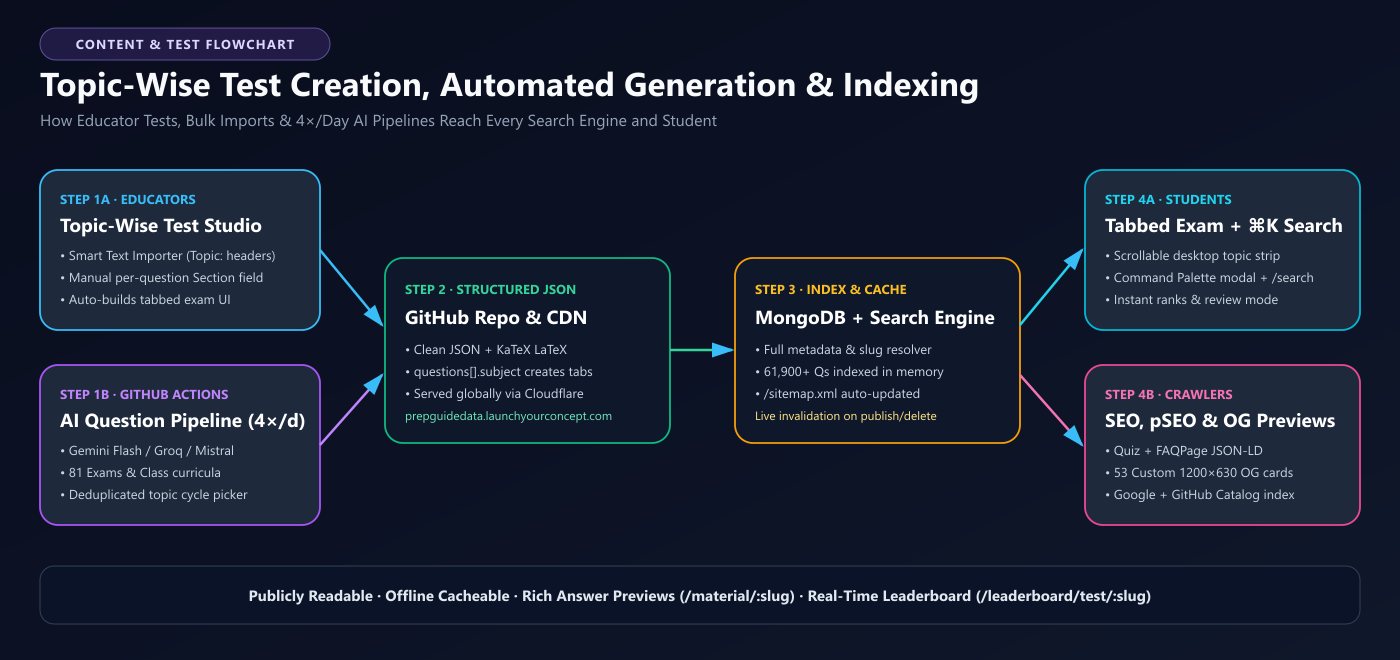 CONTENT & TEST FLOWCHART
Topic-Wise Test Creation, Automated Generation & Indexing
How Educator Tests, Bulk Imports & 4×/Day AI Pipelines Reach Every Search Engine and Student
STEP 1A · EDUCATORS
Topic-Wise Test Studio
• Smart Text Importer (Topic: headers)
• Manual per-question Section field
• Auto-builds tabbed exam UI
STEP 1B · GITHUB ACTIONS
AI Question Pipeline (4×/d)
• Gemini Flash / Groq / Mistral
• 81 Exams & Class curricula
• Deduplicated topic cycle picker
STEP 2 · STRUCTURED JSON
GitHub Repo & CDN
• Clean JSON + KaTeX LaTeX
• questions[].subject creates tabs
• Served globally via Cloudflare
prepguidedata.launchyourconcept.com
STEP 3 · INDEX & CACHE
MongoDB + Search Engine
• Full metadata & slug resolver
• 61,900+ Qs indexed in memory
• /sitemap.xml auto-updated
Live invalidation on publish/delete
STEP 4A · STUDENTS
Tabbed Exam + ⌘K Search
• Scrollable desktop topic strip
• Command Palette modal + /search
• Instant ranks & review mode
STEP 4B · CRAWLERS
SEO, pSEO & OG Previews
• Quiz + FAQPage JSON-LD
• 53 Custom 1200×630 OG cards
• Google + GitHub Catalog index
Publicly Readable · Offline Cacheable · Rich Answer Previews (/material/:slug) · Real-Time Leaderboard (/leaderboard/test/:slug)